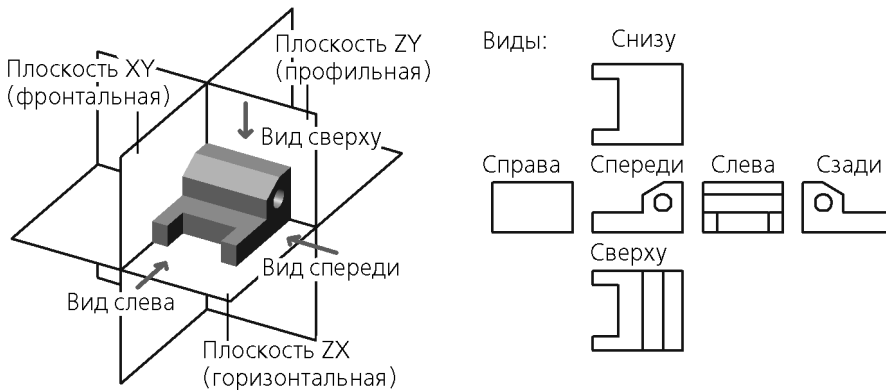 Плоскость XY
(фронтальная)
Плоскость ZY
(профильная)
Вид сверху
Вид спереди
Вид слева
Плоскость ZX
(горизонтальная)
Виды:
Снизу
Справа
Спереди
Слева
Сзади
Сверху